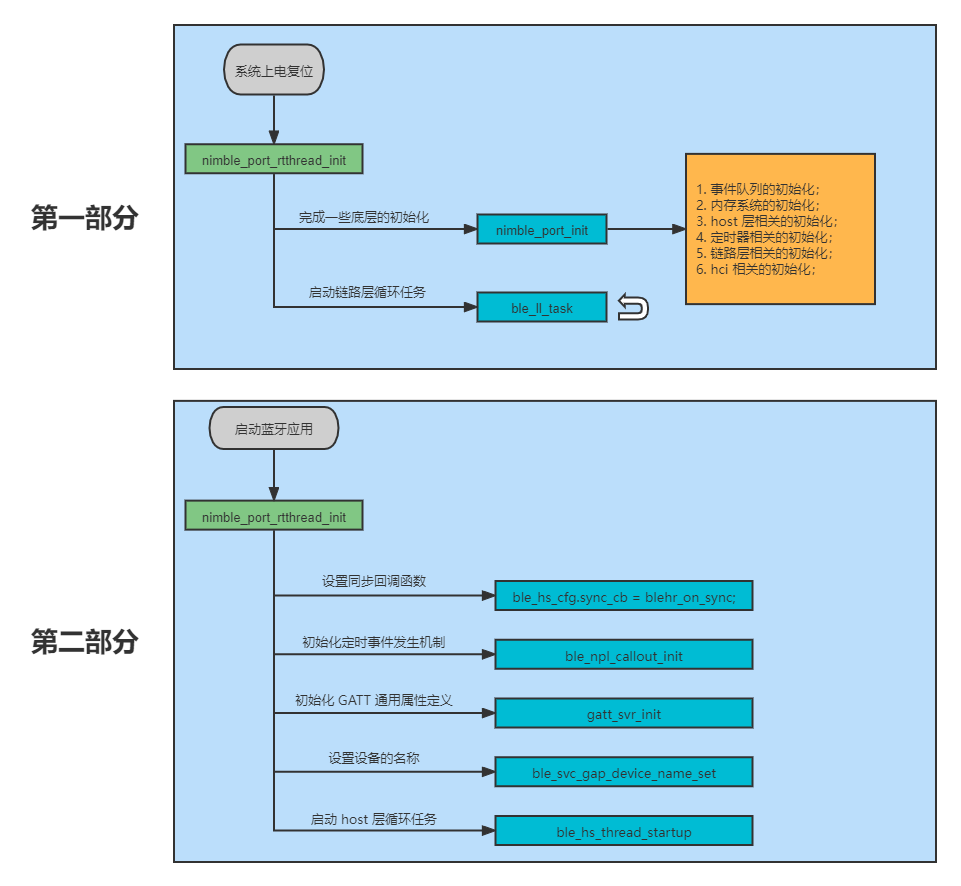 第一部分
系统上电复位
nimble_port_rtthread_init
完成一些底层的初始化
nimble_port_init
1. 事件队列的初始化；
2. 内存系统的初始化；
3. host 层相关的初始化；
4. 定时器相关的初始化；
5. 链路层相关的初始化；
6. hci 相关的初始化；
启动链路层循环任务
ble_ll_task
第二部分
启动蓝牙应用
nimble_port_rtthread_init
设置同步回调函数
ble_hs_cfg.sync_cb = blehr_on_sync;
初始化定时事件发生机制
ble_npl_callout_init
初始化 GATT 通用属性定义
gatt_svr_init
设置设备的名称
ble_svc_gap_device_name_set
启动 host 层循环任务
ble_hs_thread_startup